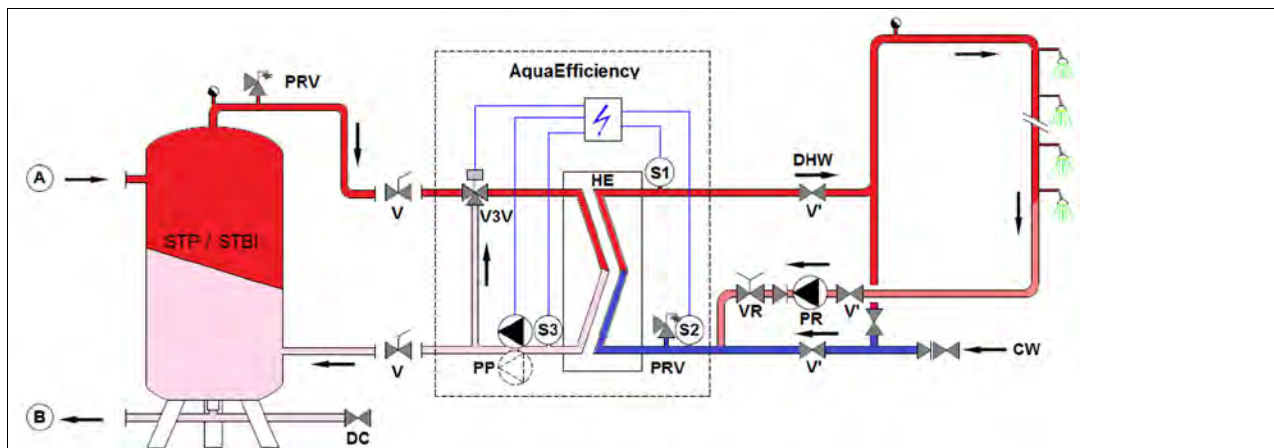 PRV
AquaEfficiency
A
S1
DHW
HE
V
V3V
V'
STP / STBI
VR
PR
V'
S3
S2
V
PP
PRV
V'
CW
B
DC